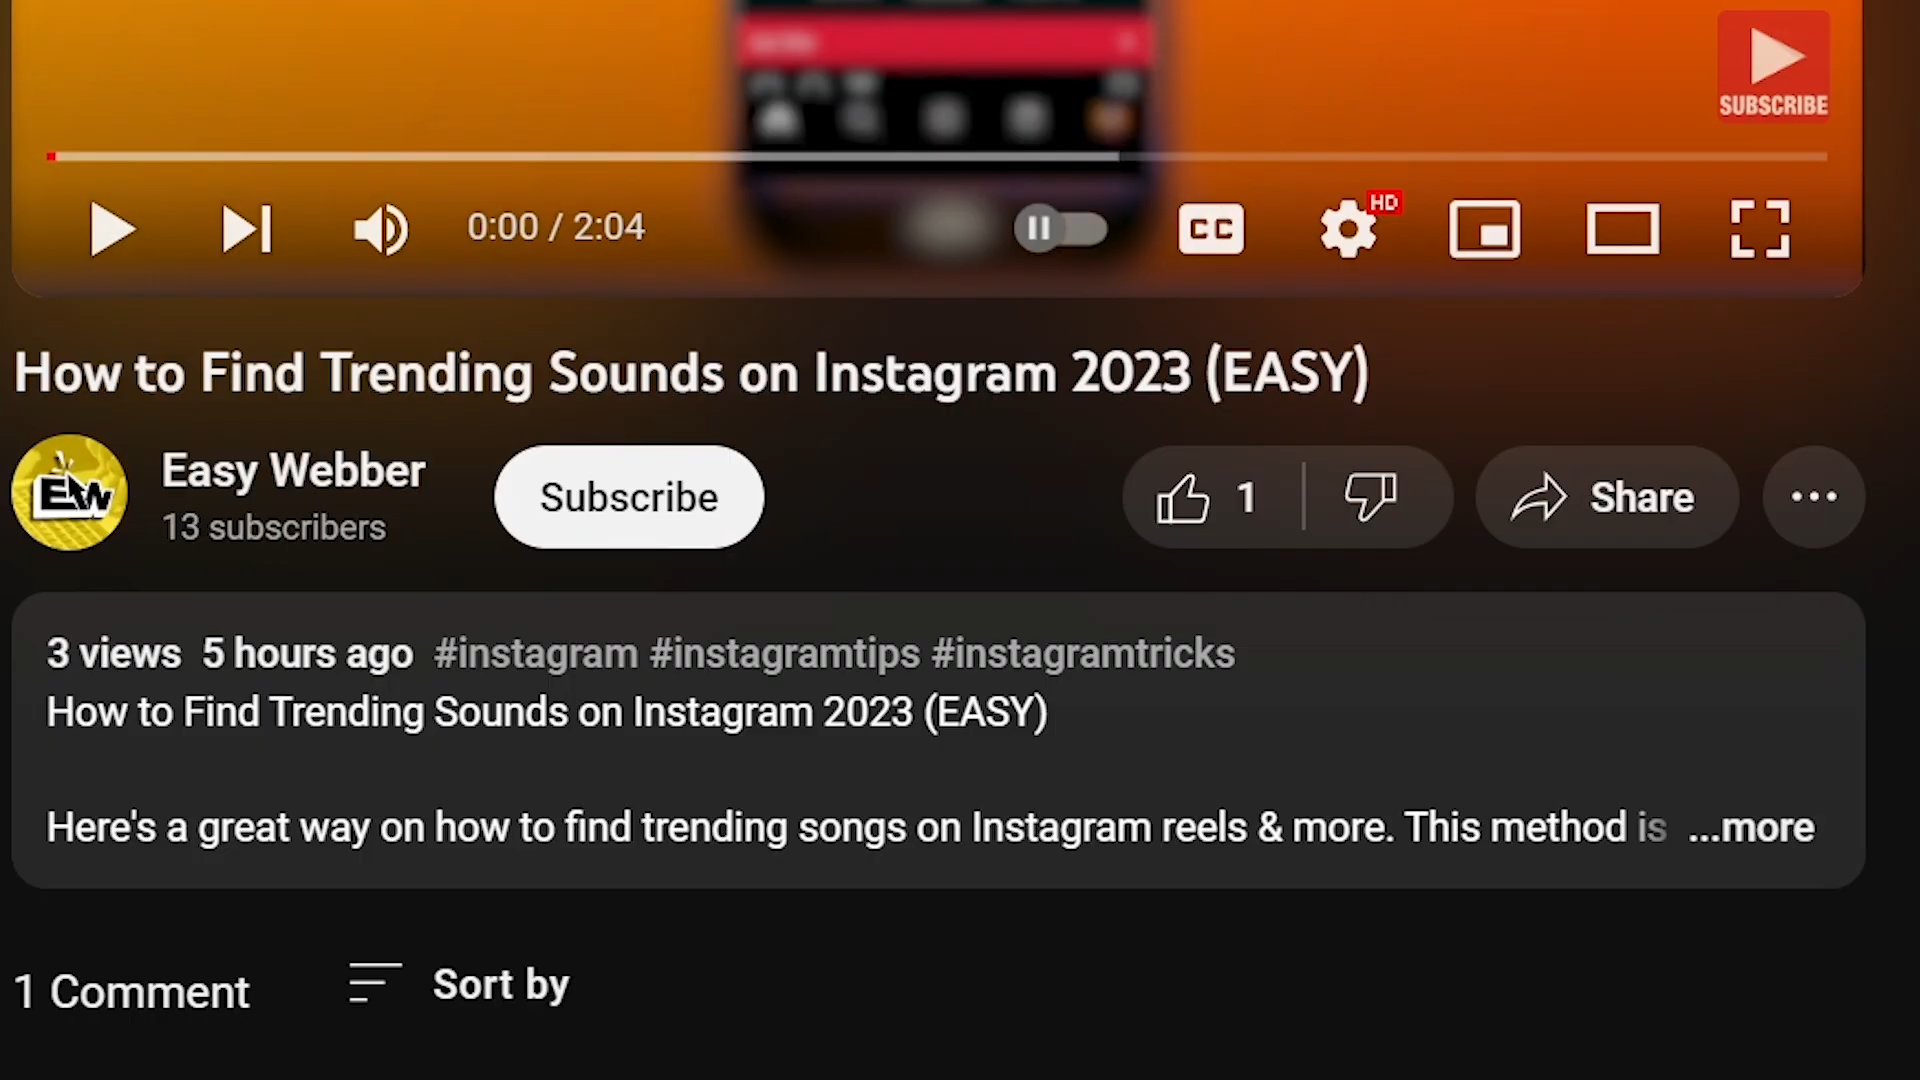 SUBSCRIBE
0:00 / 2:04
CC
HD
How to Find Trending Sounds on Instagram 2023 (EASY)
EW
Easy Webber
13 subscribers
Subscribe
1
Share
3 views 5 hours ago #instagram #instagramtips #instagramtricks
How to Find Trending Sounds on Instagram 2023 (EASY)
Here's a great way on how to find trending songs on Instagram reels & more. This method is ...more
1 Comment
Sort by